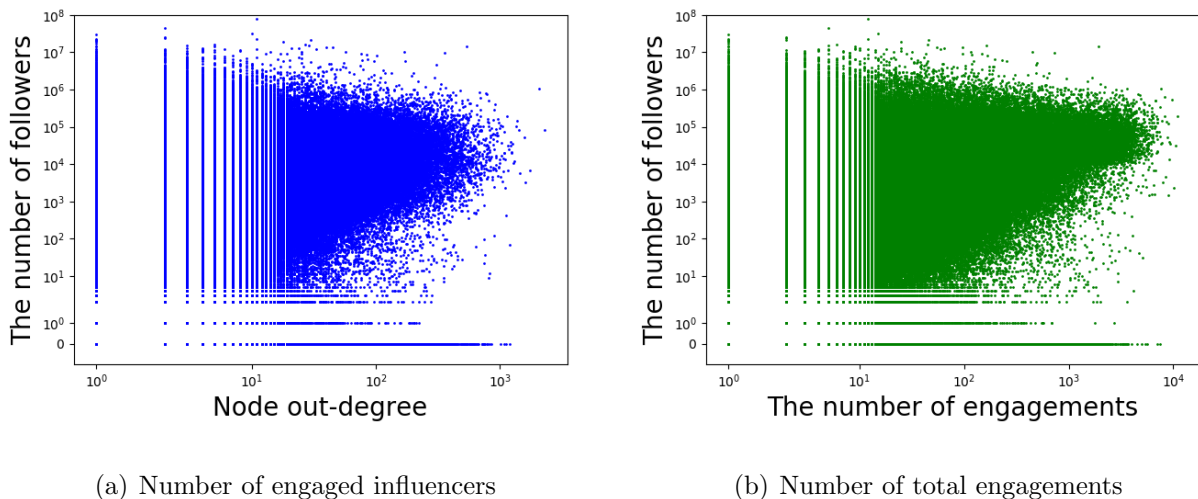 10^8
10^7
10^6
10^5
10^4
10^3
10^2
10^1
10^0
0
The number of followers
10^0 10^1 10^2 10^3
Node out-degree
(a) Number of engaged influencers
10^8
10^7
10^6
10^5
10^4
10^3
10^2
10^1
10^0
0
The number of followers
10^0 10^1 10^2 10^3 10^4
The number of engagements
(b) Number of total engagements